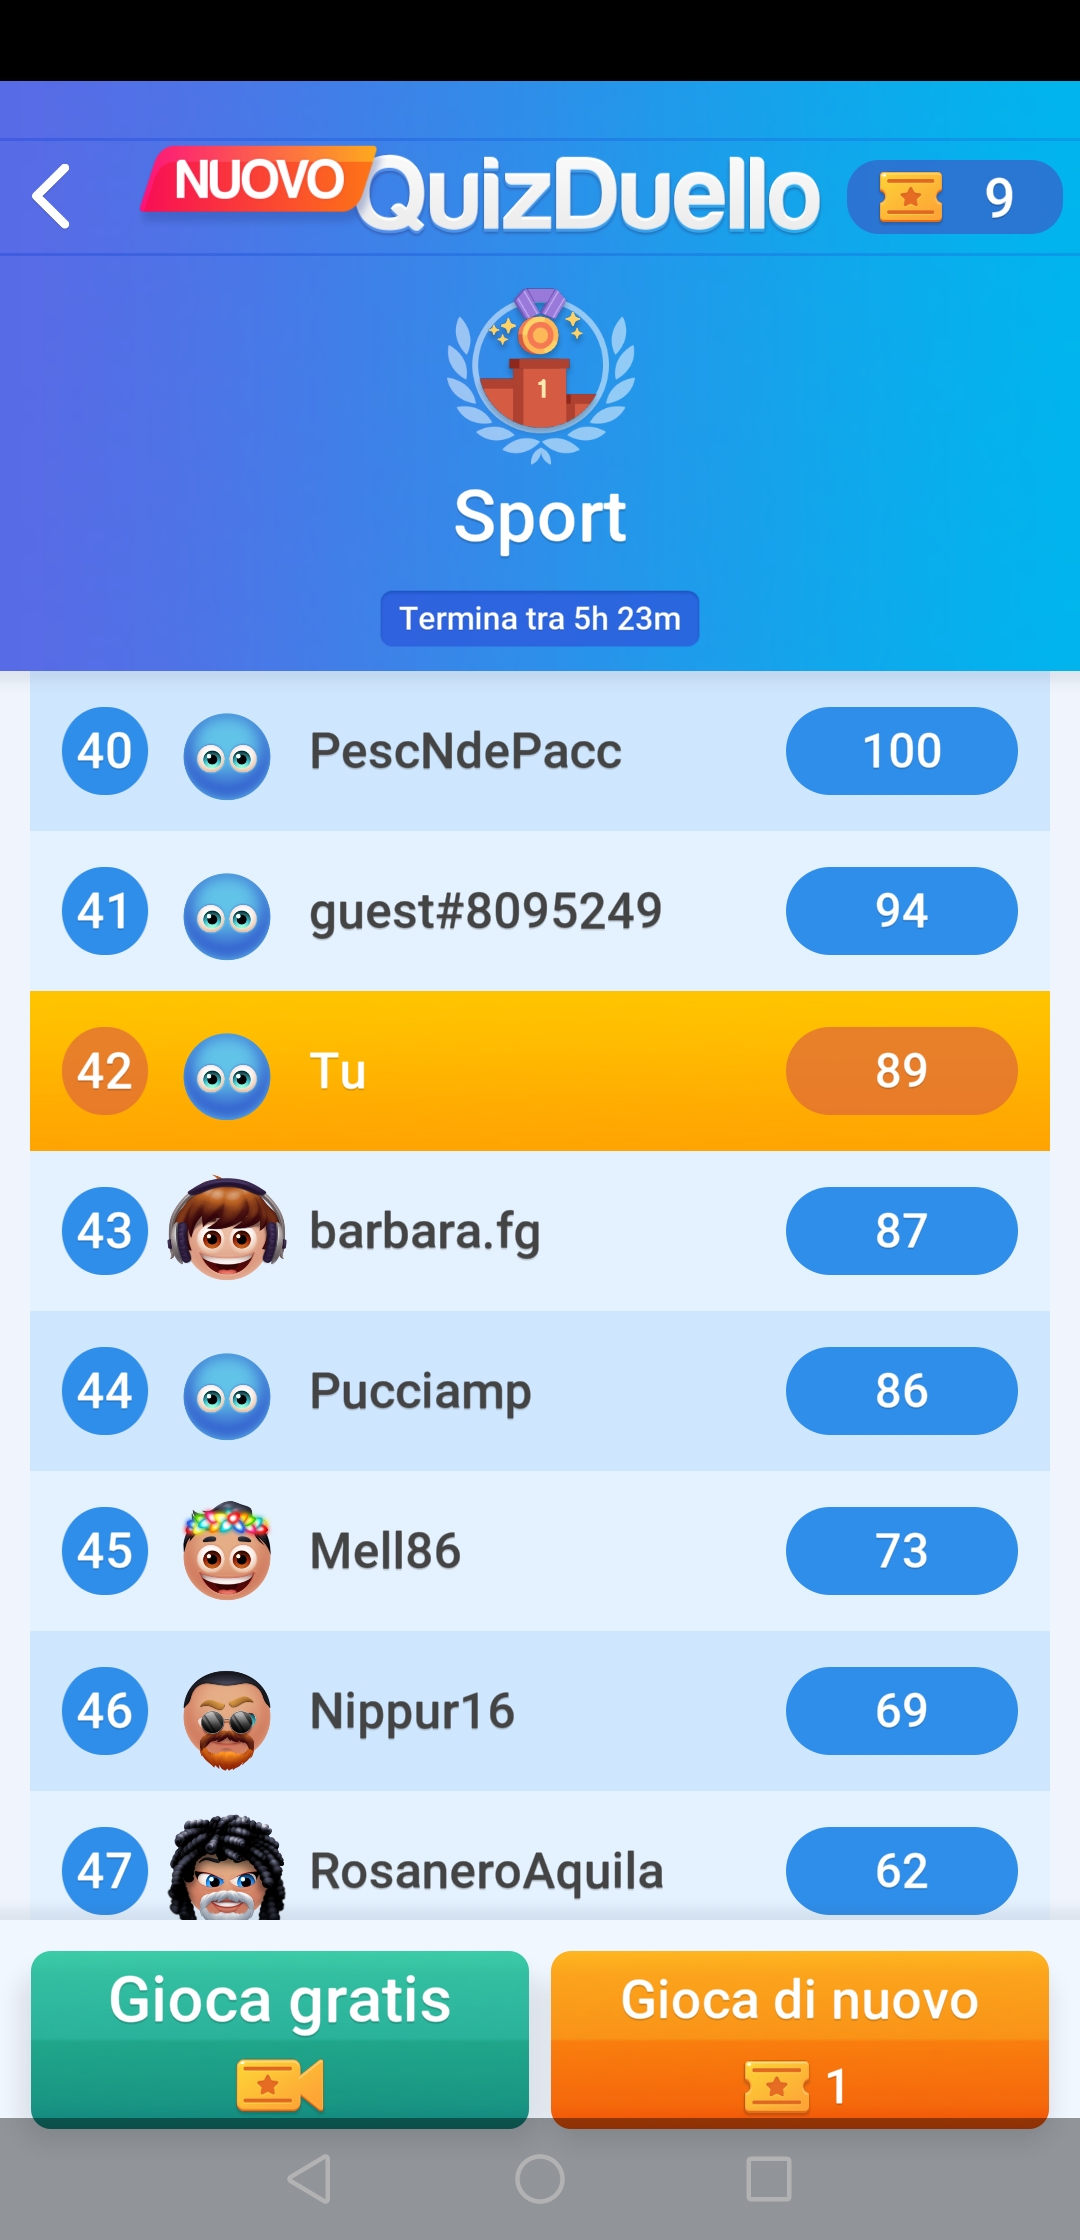 NUOVO QuizDuello 9
1
Sport
Termina tra 5h 23m
40 PescNdePacc 100
41 guest#8095249 94
42 Tu 89
43 barbara.fg 87
44 Pucciamp 86
45 Mell86 73
46 Nippur16 69
47 RosaneroAquila 62
Gioca gratis
Gioca di nuovo
1